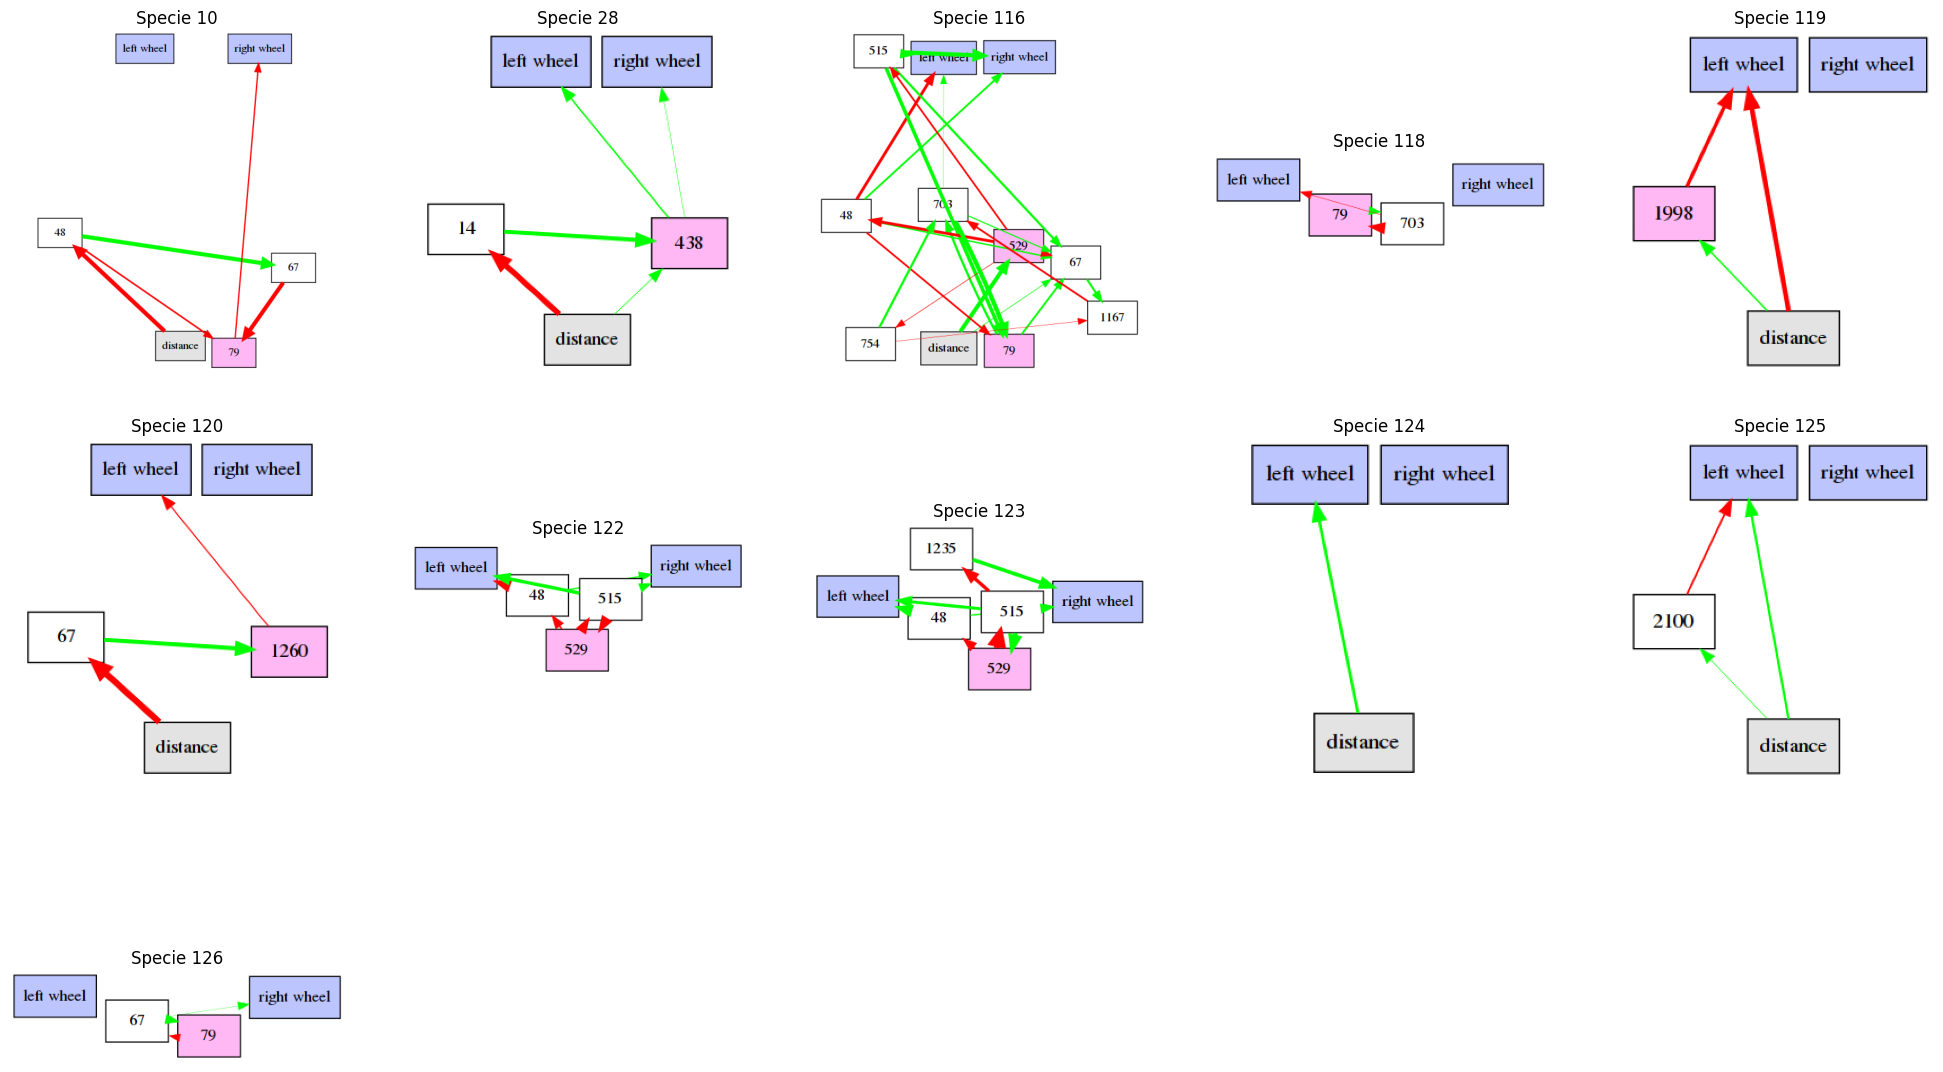 Specie 10
left wheel
right wheel
48
67
distance
79
Specie 28
left wheel
right wheel
14
438
distance
Specie 116
515
left wheel
right wheel
48
703
529
67
1167
754
distance
79
Specie 118
left wheel
79
703
right wheel
Specie 119
left wheel
right wheel
1998
distance
Specie 120
left wheel
right wheel
67
1260
distance
Specie 122
left wheel
48
515
right wheel
529
Specie 123
1235
left wheel
48
515
right wheel
529
Specie 124
left wheel
right wheel
distance
Specie 125
left wheel
right wheel
2100
distance
Specie 126
left wheel
67
79
right wheel